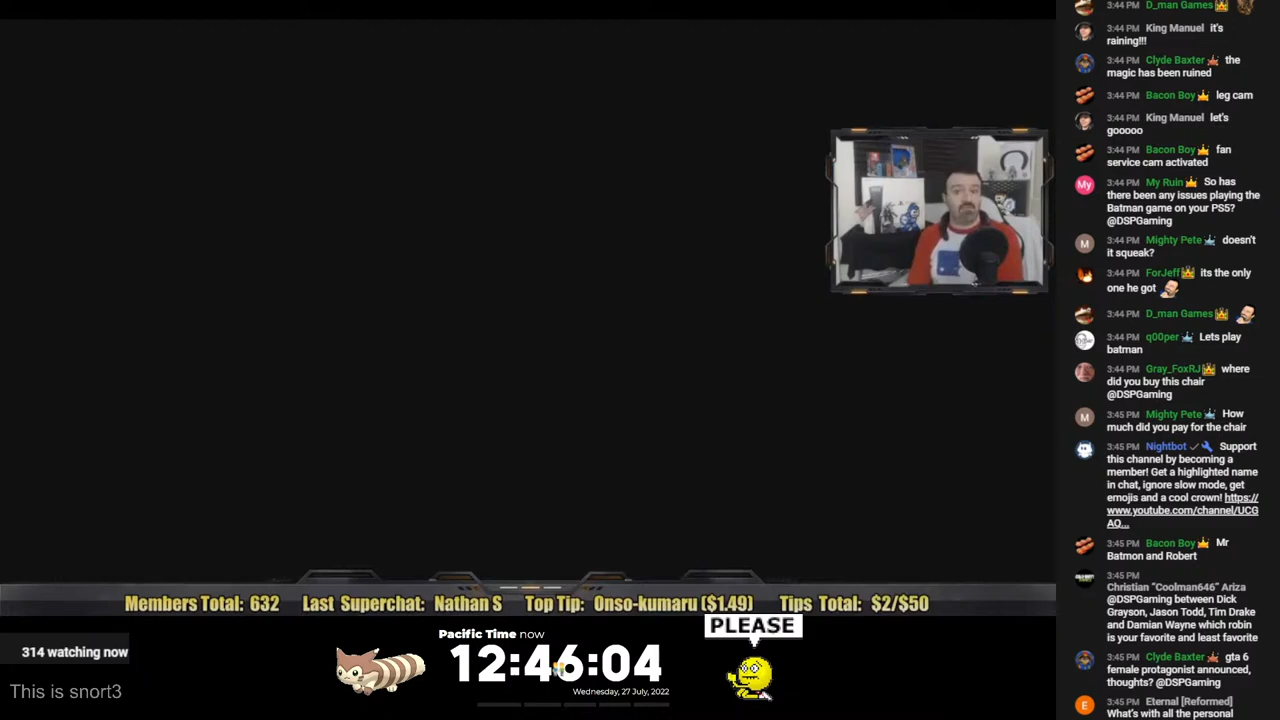 D_man Games
3:44 PM King Manuel it's
raining!!!
3:44 PM Clyde Baxter the
magic has been ruined
3:44 PM Bacon Boy leg cam
3:44 PM King Manuel let's
gooooo
3:44 PM Bacon Boy fan
service cam activated
My
3:44 PM My Ruin So has
there been any issues playing the
Batman game on your PS5?
@DSPGaming
M
3:44 PM Mighty Pete doesn't
it squeak?
3:44 PM ForJeff its the only
one he got
3:44 PM D_man Games
3:44 PM q00per Lets play
batman
3:44 PM Gray_FoxRJ where
did you buy this chair
@DSPGaming
M
3:45 PM Mighty Pete How
much did you pay for the chair
3:45 PM Nightbot Support
this channel by becoming a
member! Get a highlighted name
in chat, ignore slow mode, get
emojis and a cool crown! https://
www.youtube.com/channel/UCG
AO...
3:45 PM Bacon Boy Mr
Batmon and Robert
3:45 PM
Christian “Coolman646” Ariza
@DSPGaming between Dick
Grayson, Jason Todd, Tim Drake
and Damian Wayne which robin
is your favorite and least favorite
3:45 PM Clyde Baxter gta 6
female protagonist announced,
thoughts? @DSPGaming
E
3:45 PM Eternal [Reformed]
What's with all the personal
Members Total: 632 Last Superchat: Nathan S Top Tip: Onso-kumaru ($1.49) Tips Total: $2/$50
PLEASE
314 watching now
This is snort3
Pacific Time now
12:46:04
Wednesday, 27 July, 2022